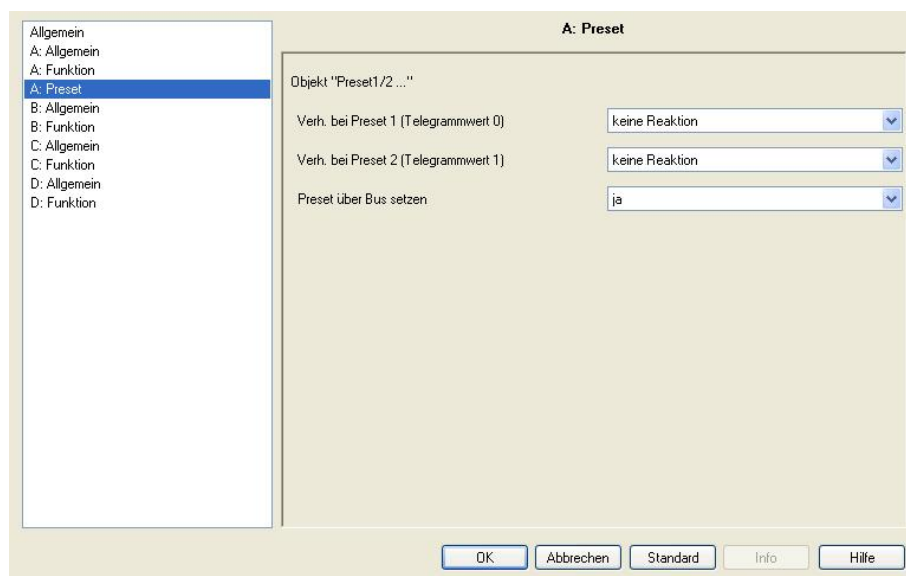 Allgemein
A: Allgemein
A: Funktion
A: Preset
B: Allgemein
B: Funktion
C: Allgemein
C: Funktion
D: Allgemein
D: Funktion
A: Preset
Objekt "Preset1/2 ..."
Verh. bei Preset 1 (Telegrammwert 0) keine Reaktion
Verh. bei Preset 2 (Telegrammwert 1) keine Reaktion
Preset über Bus setzen ja
OK Abbrechen Standard Info Hilfe